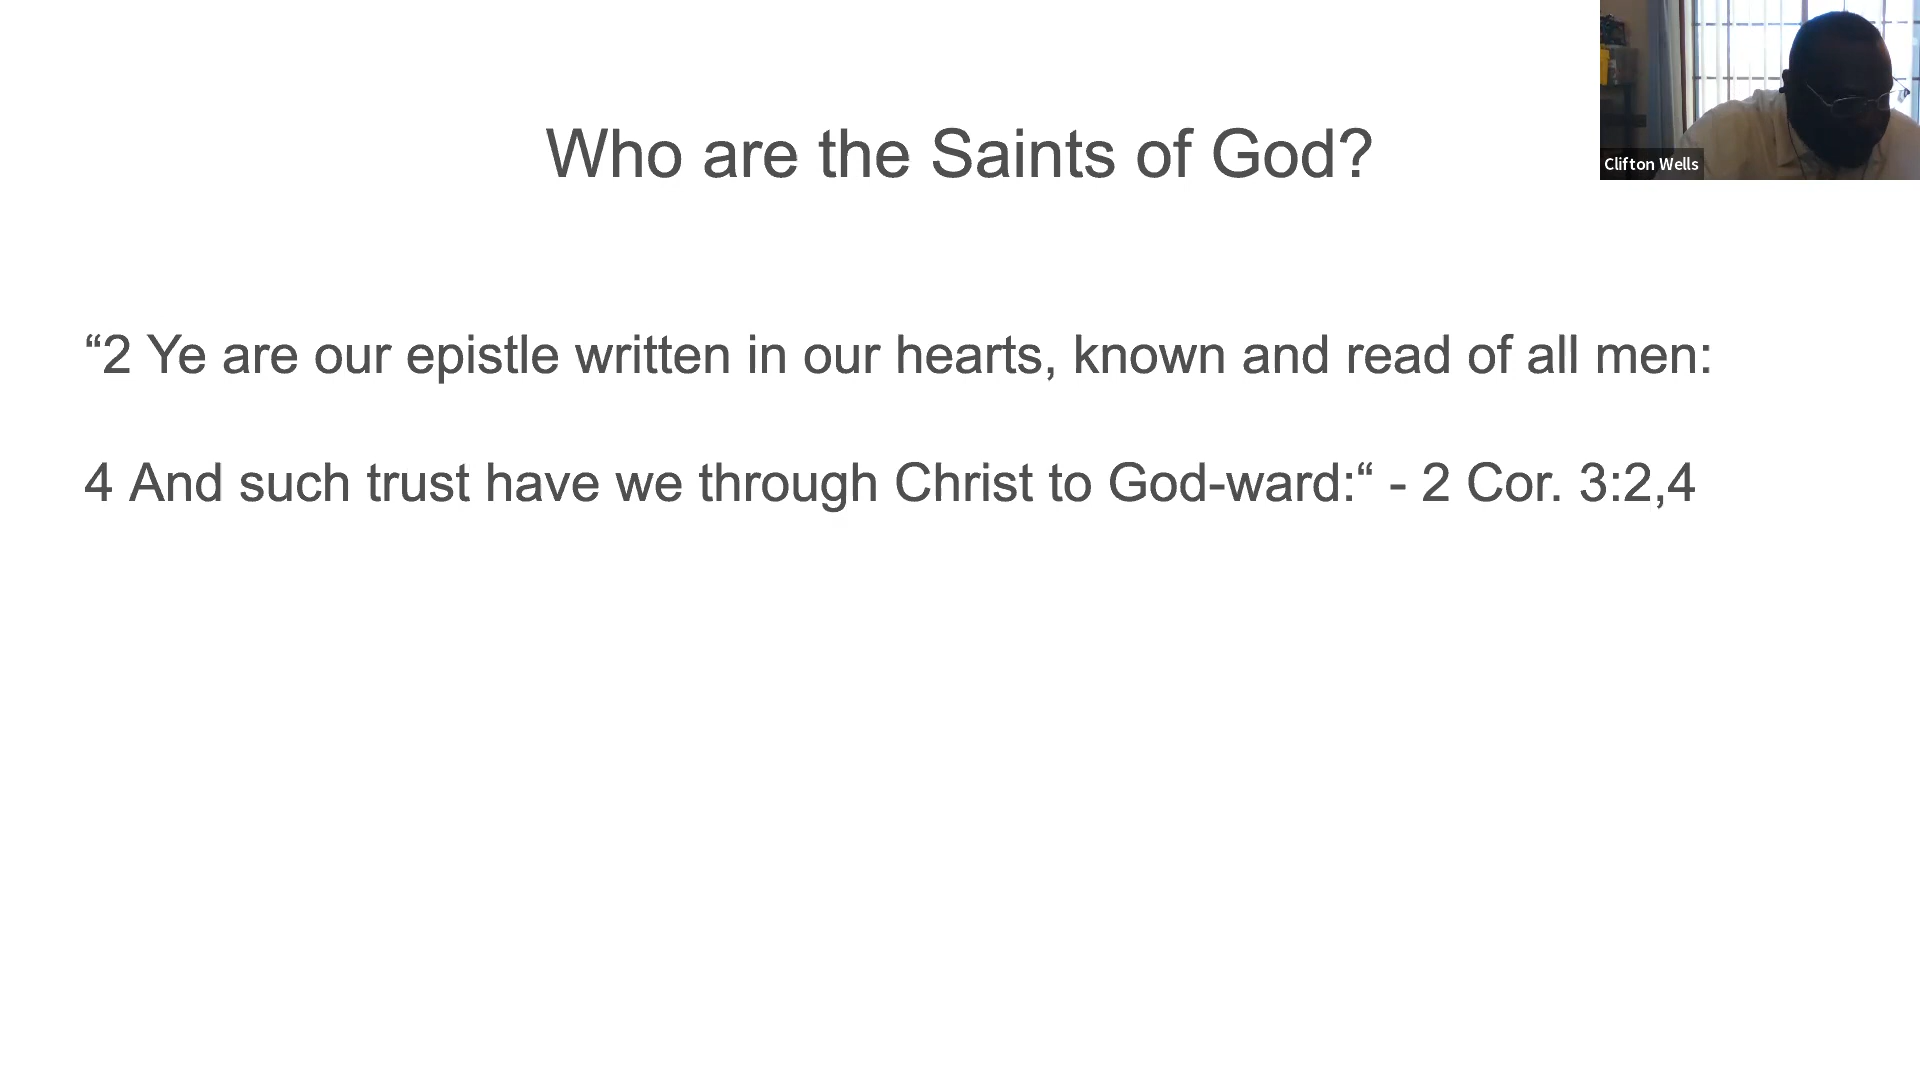 Who are the Saints of God?
Clifton Wells
“2 Ye are our epistle written in our hearts, known and read of all men:
4 And such trust have we through Christ to God-ward:“ - 2 Cor. 3:2,4